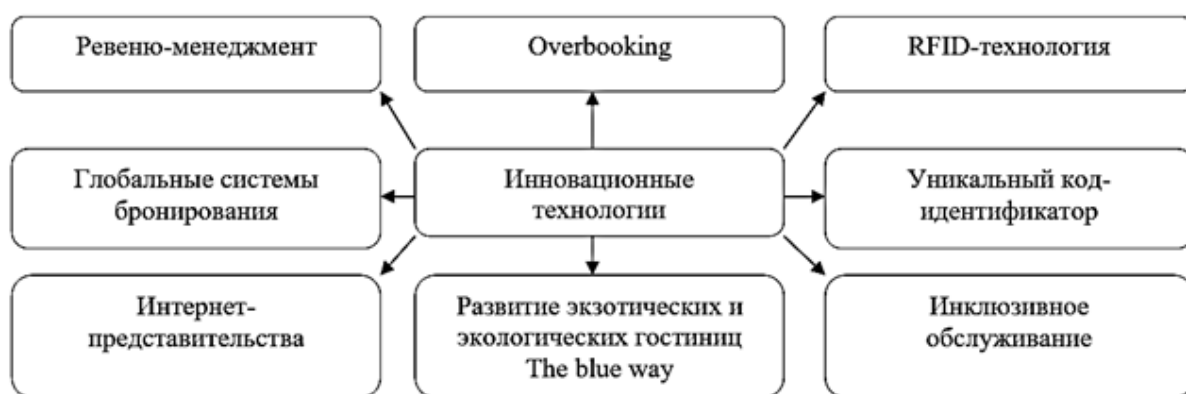 Ревеню-менеджмент
Overbooking
RFID-технология
Глобальные системы
бронирования
Инновационные
технологии
Уникальный код-
идентификатор
Интернет-
представительства
Развитие экзотических и
экологических гостиниц
The blue way
Инклюзивное
обслуживание